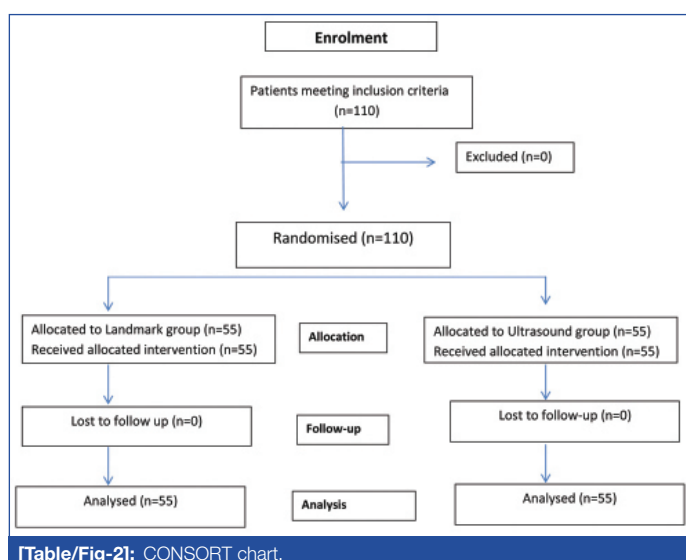 Enrolment
Patients meeting inclusion criteria
(n=110)
Excluded (n=0)
Randomised (n=110)
Allocated to Landmark group (n=55)
Received allocated intervention (n=55)
Allocation
Allocated to Ultrasound group (n=55)
Received allocated intervention (n=55)
Lost to follow up (n=0)
Follow-up
Lost to follow-up (n=0)
Analysed (n=55)
Analysis
Analysed (n=55)
[Table/Fig-2]: CONSORT chart.